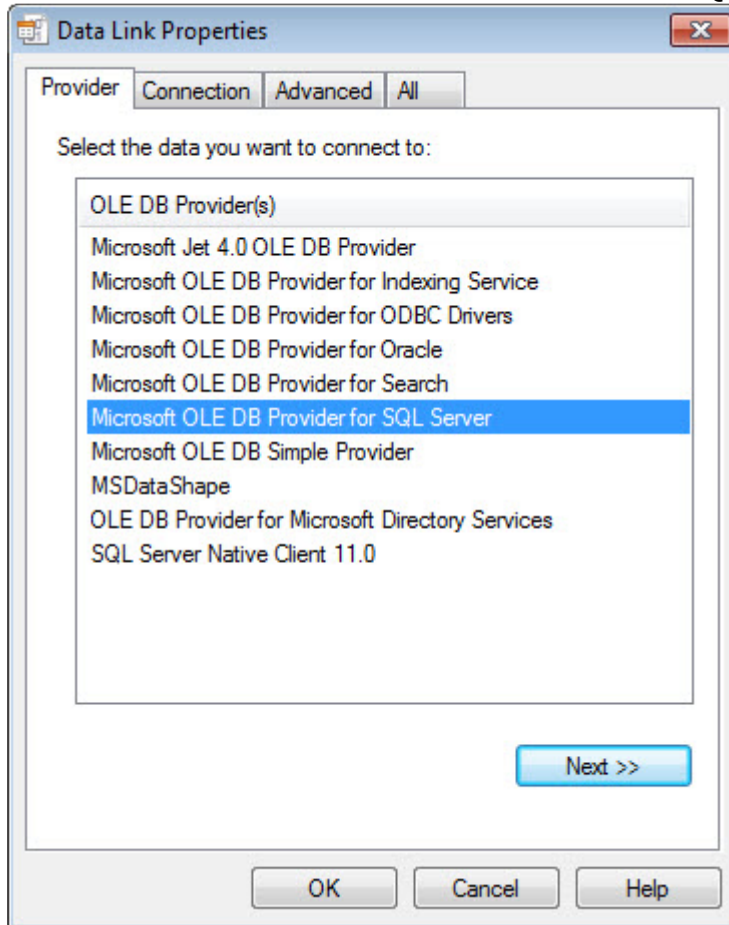 Data Link Properties
Provider Connection Advanced All
Select the data you want to connect to:
OLE DB Provider(s)
Microsoft Jet 4.0 OLE DB Provider
Microsoft OLE DB Provider for Indexing Service
Microsoft OLE DB Provider for ODBC Drivers
Microsoft OLE DB Provider for Oracle
Microsoft OLE DB Provider for Search
Microsoft OLE DB Provider for SQL Server
Microsoft OLE DB Simple Provider
MSDataShape
OLE DB Provider for Microsoft Directory Services
SQL Server Native Client 11.0
Next >>
OK Cancel Help